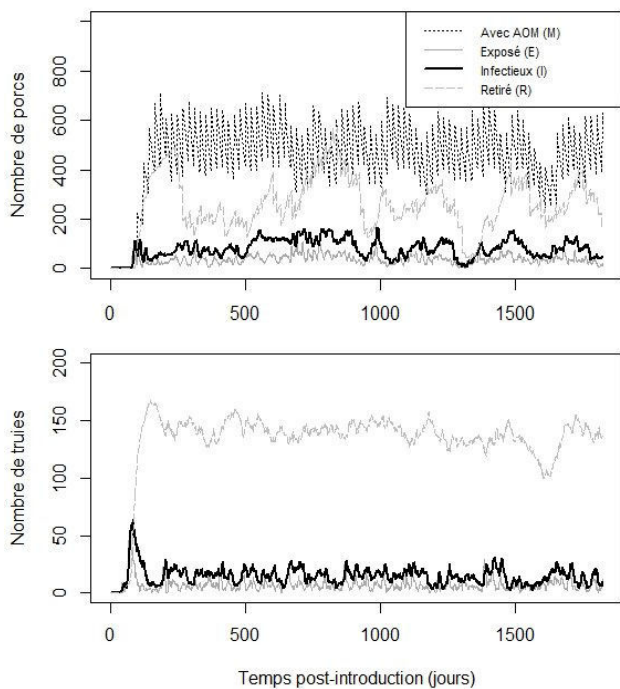 Avec AOM (M)
Exposé (E)
Infectieux (I)
Retiré (R)
Nombre de porcs
800
600
400
200
0
0 500 1000 1500
Nombre de truies
200
150
100
50
0
0 500 1000 1500
Temps post-introduction (jours)